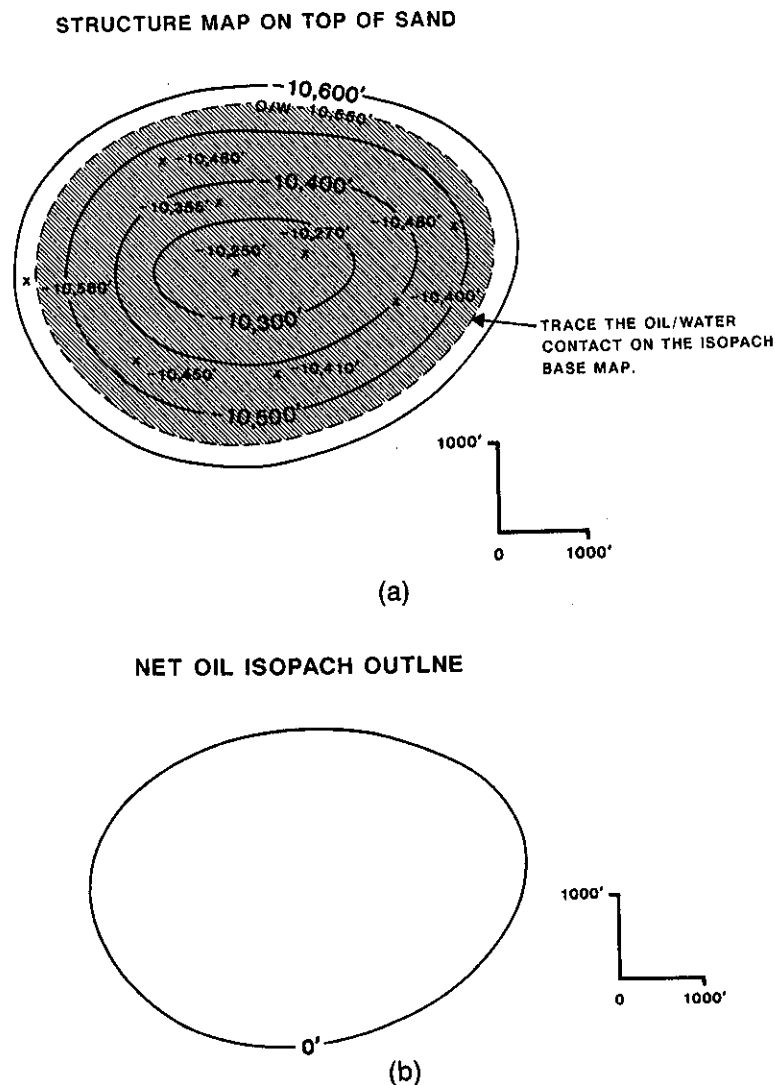 STRUCTURE MAP ON TOP OF SAND
-10,600'
O/W -10,550'
x -10,460'
-10,400'
-10,355' x
-10,460' x
-10,270' x
-10,250' x
x -10,560'
x -10,400'
-10,300'
TRACE THE OIL/WATER
CONTACT ON THE ISOPACH
BASE MAP.
x -10,450'
x -10,410'
-10,500'
1000'
0 1000'
(a)
NET OIL ISOPACH OUTLNE
1000'
0 1000'
0'
(b)